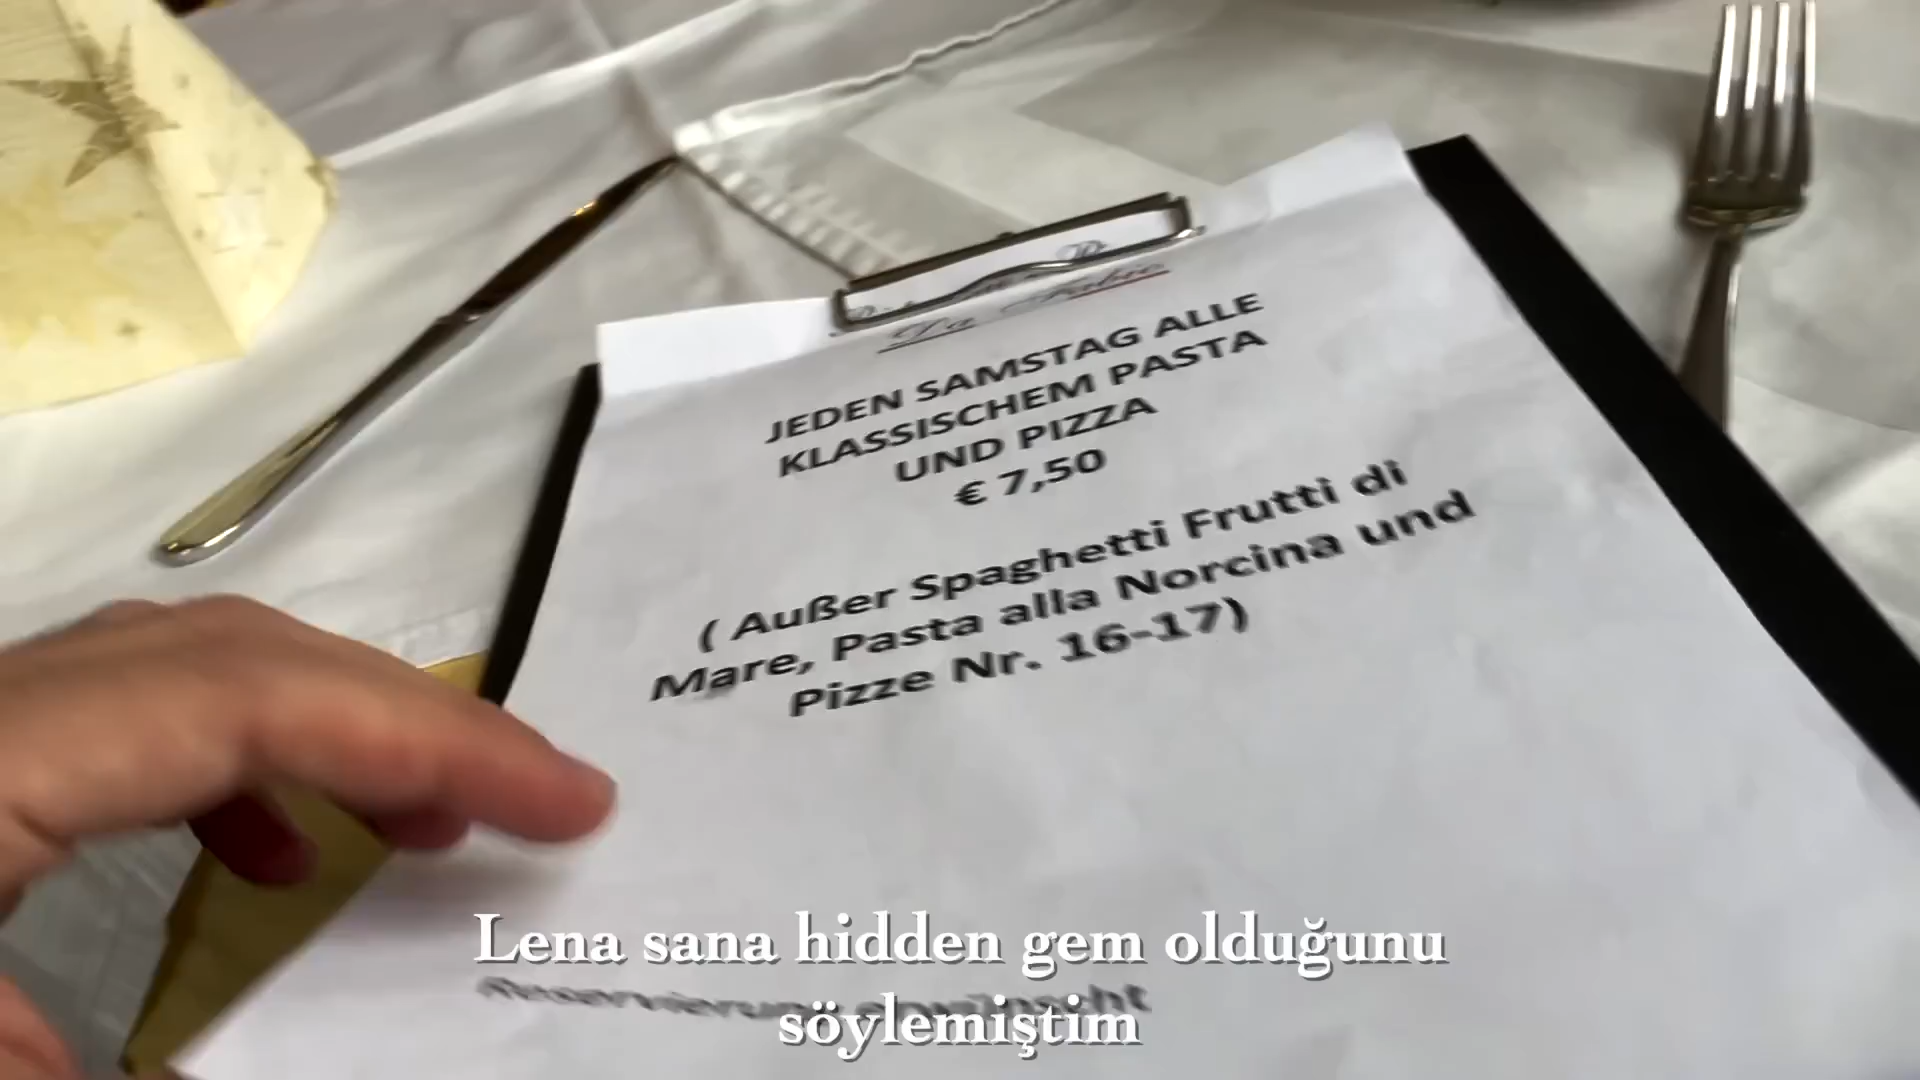 JEDEN SAMSTAG ALLE
KLASSISCHEM PASTA
UND PIZZA
€ 7,50
( Außer Spaghetti Frutti di
Mare, Pasta alla Norcina und
Pizze Nr. 16-17)
Lena sana hidden gem olduğunu
söylemiştim